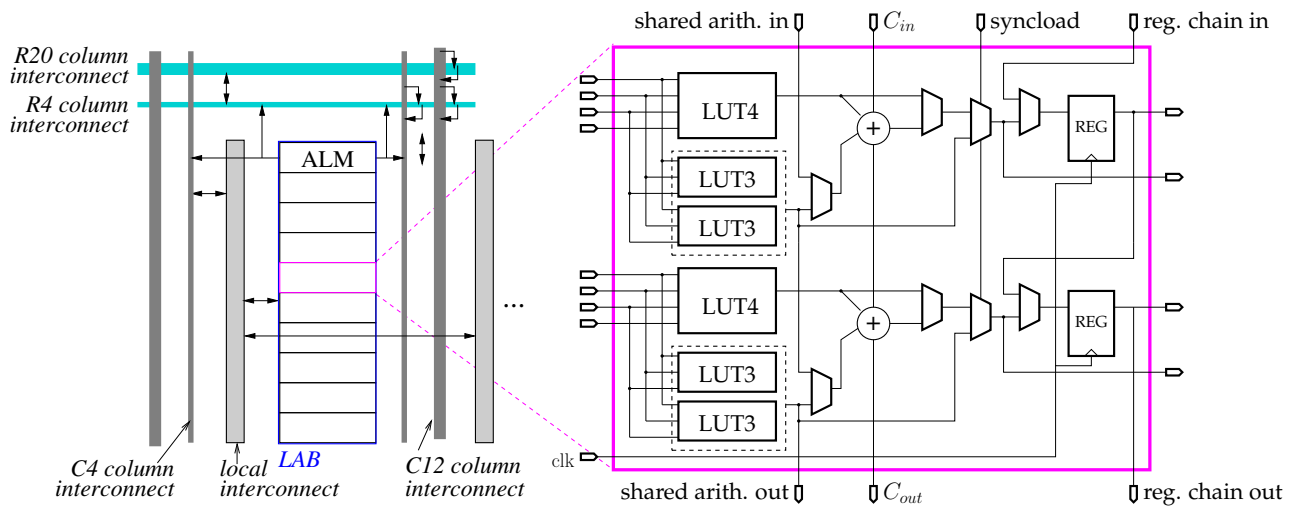 shared arith. in
C_in
syncload
reg. chain in
R20 column
interconnect
R4 column
interconnect
ALM
LUT4
LUT3
LUT3
+
REG
...
LUT4
LUT3
LUT3
+
REG
clk
C4 column
interconnect
local
interconnect
LAB
C12 column
interconnect
shared arith. out
C_out
reg. chain out